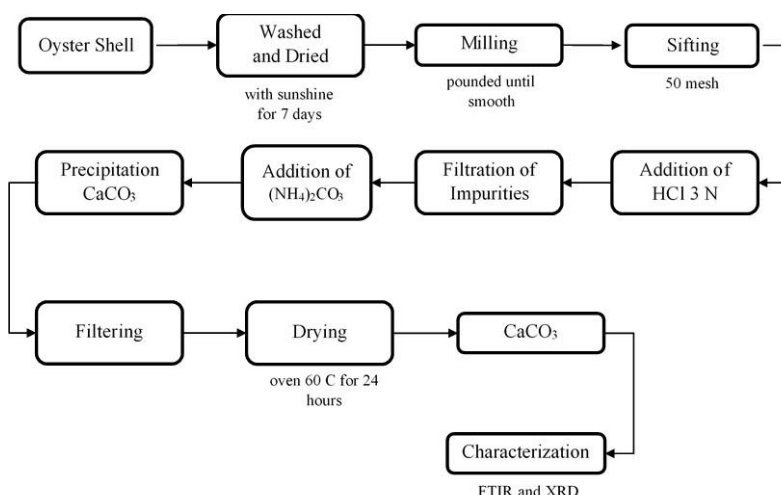 Oyster Shell
Washed
and Dried
with sunshine
for 7 days
Milling
pounded until
smooth
Sifting
50 mesh
Addition of
HCl 3 N
Filtration of
Impurities
Addition of
(NH₄)₂CO₃
Precipitation
CaCO₃
Filtering
Drying
oven 60 C for 24
hours
CaCO₃
Characterization
FTIR and XRD